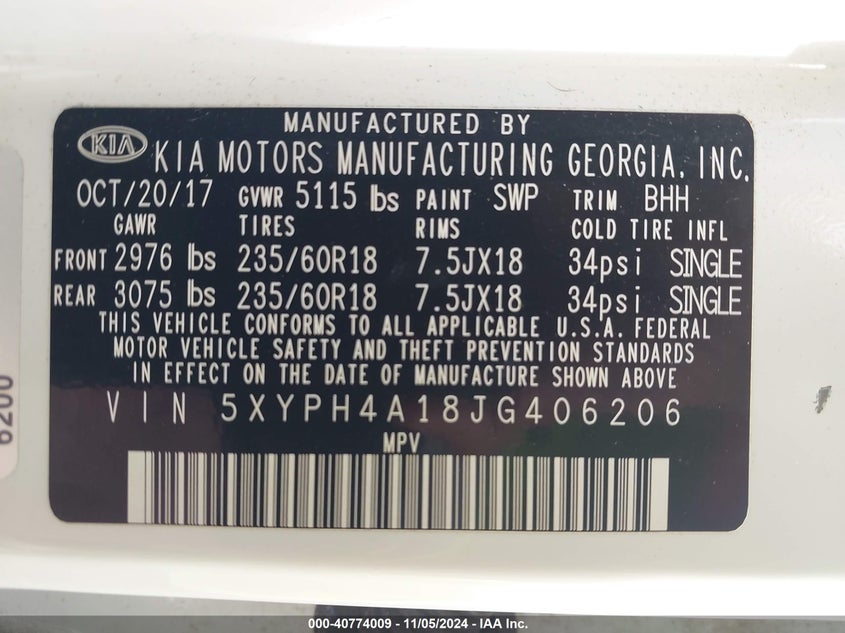 MANUFACTURED BY
KIA KIA MOTORS MANUFACTURING GEORGIA, INC.
OCT/20/17 GVWR 5115 lbs PAINT SWP TRIM BHH
GAWR TIRES RIMS COLD TIRE INFL
FRONT 2976 lbs 235/60R18 7.5JX18 34psi SINGLE
REAR 3075 lbs 235/60R18 7.5JX18 34psi SINGLE
THIS VEHICLE CONFORMS TO ALL APPLICABLE U.S.A. FEDERAL
MOTOR VEHICLE SAFETY AND THEFT PREVENTION STANDARDS
IN EFFECT ON THE DATE OF MANUFACTURE SHOWN ABOVE
VIN 5XYPH4A18JG406206
MPV
6200
000-40774009 - 11/05/2024 - IAA Inc.